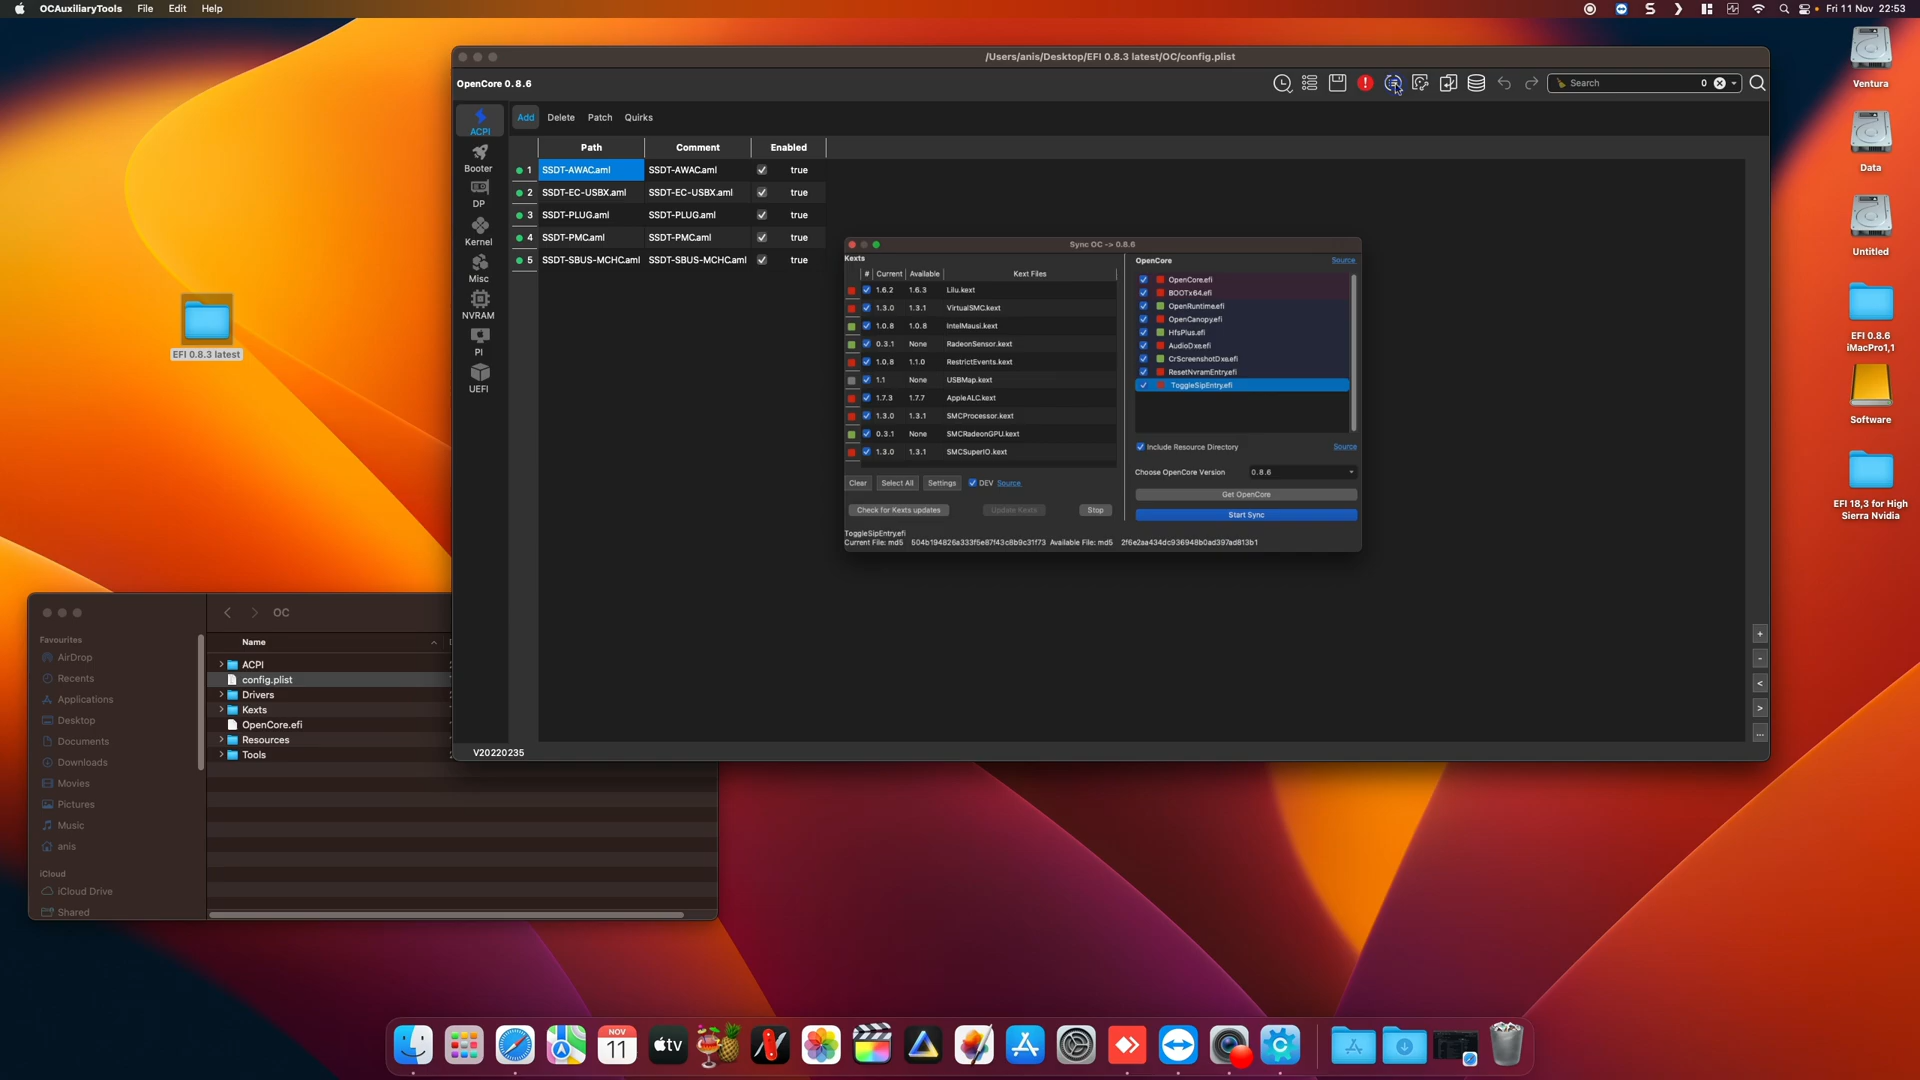 OCAuxiliaryTools File Edit Help
Fri 11 Nov 22:53
/Users/anis/Desktop/EFI 0.8.3 latest/OC/config.plist
OpenCore 0.8.6
Search 0
ACPI
Booter
DP
Kernel
Misc
NVRAM
PI
UEFI
Add Delete Patch Quirks
Path Comment Enabled
1 SSDT-AWAC.aml SSDT-AWAC.aml true
2 SSDT-EC-USBX.aml SSDT-EC-USBX.aml true
3 SSDT-PLUG.aml SSDT-PLUG.aml true
4 SSDT-PMC.aml SSDT-PMC.aml true
5 SSDT-SBUS-MCHC.aml SSDT-SBUS-MCHC.aml true
V20220235
+
-
<
>
...
Sync OC -> 0.8.6
Kexts
# Current Available Kext Files
1.6.2 1.6.3 Lilu.kext
1.3.0 1.3.1 VirtualSMC.kext
1.0.8 1.0.8 IntelMausi.kext
0.3.1 None RadeonSensor.kext
1.0.8 1.1.0 RestrictEvents.kext
1.1 None USBMap.kext
1.7.3 1.7.7 AppleALC.kext
1.3.0 1.3.1 SMCProcessor.kext
0.3.1 None SMCRadeonGPU.kext
1.3.0 1.3.1 SMCSuperIO.kext
Clear Select All Settings DEV Source
Check for Kexts updates Update Kexts Stop
OpenCore Source
OpenCore.efi
BOOTx64.efi
OpenRuntime.efi
OpenCanopy.efi
HfsPlus.efi
AudioDxe.efi
CrScreenshotDxe.efi
ResetNvramEntry.efi
ToggleSipEntry.efi
Include Resource Directory Source
Choose OpenCore Version 0.8.6
Get OpenCore
Start Sync
ToggleSipEntry.efi
Current File: md5 504b194826a333f5e87f43c8b9c31f73 Available File: md5 2f6e2aa434dc936948b0ad397ad813b1
EFI 0.8.3 latest
OC
Favourites
AirDrop
Recents
Applications
Desktop
Documents
Downloads
Movies
Pictures
Music
anis
iCloud
iCloud Drive
Shared
Name
ACPI
config.plist
Drivers
Kexts
OpenCore.efi
Resources
Tools
Ventura
Data
Untitled
EFI 0.8.6
iMacPro1,1
Software
EFI 18,3 for High
Sierra Nvidia
NOV
11
tv